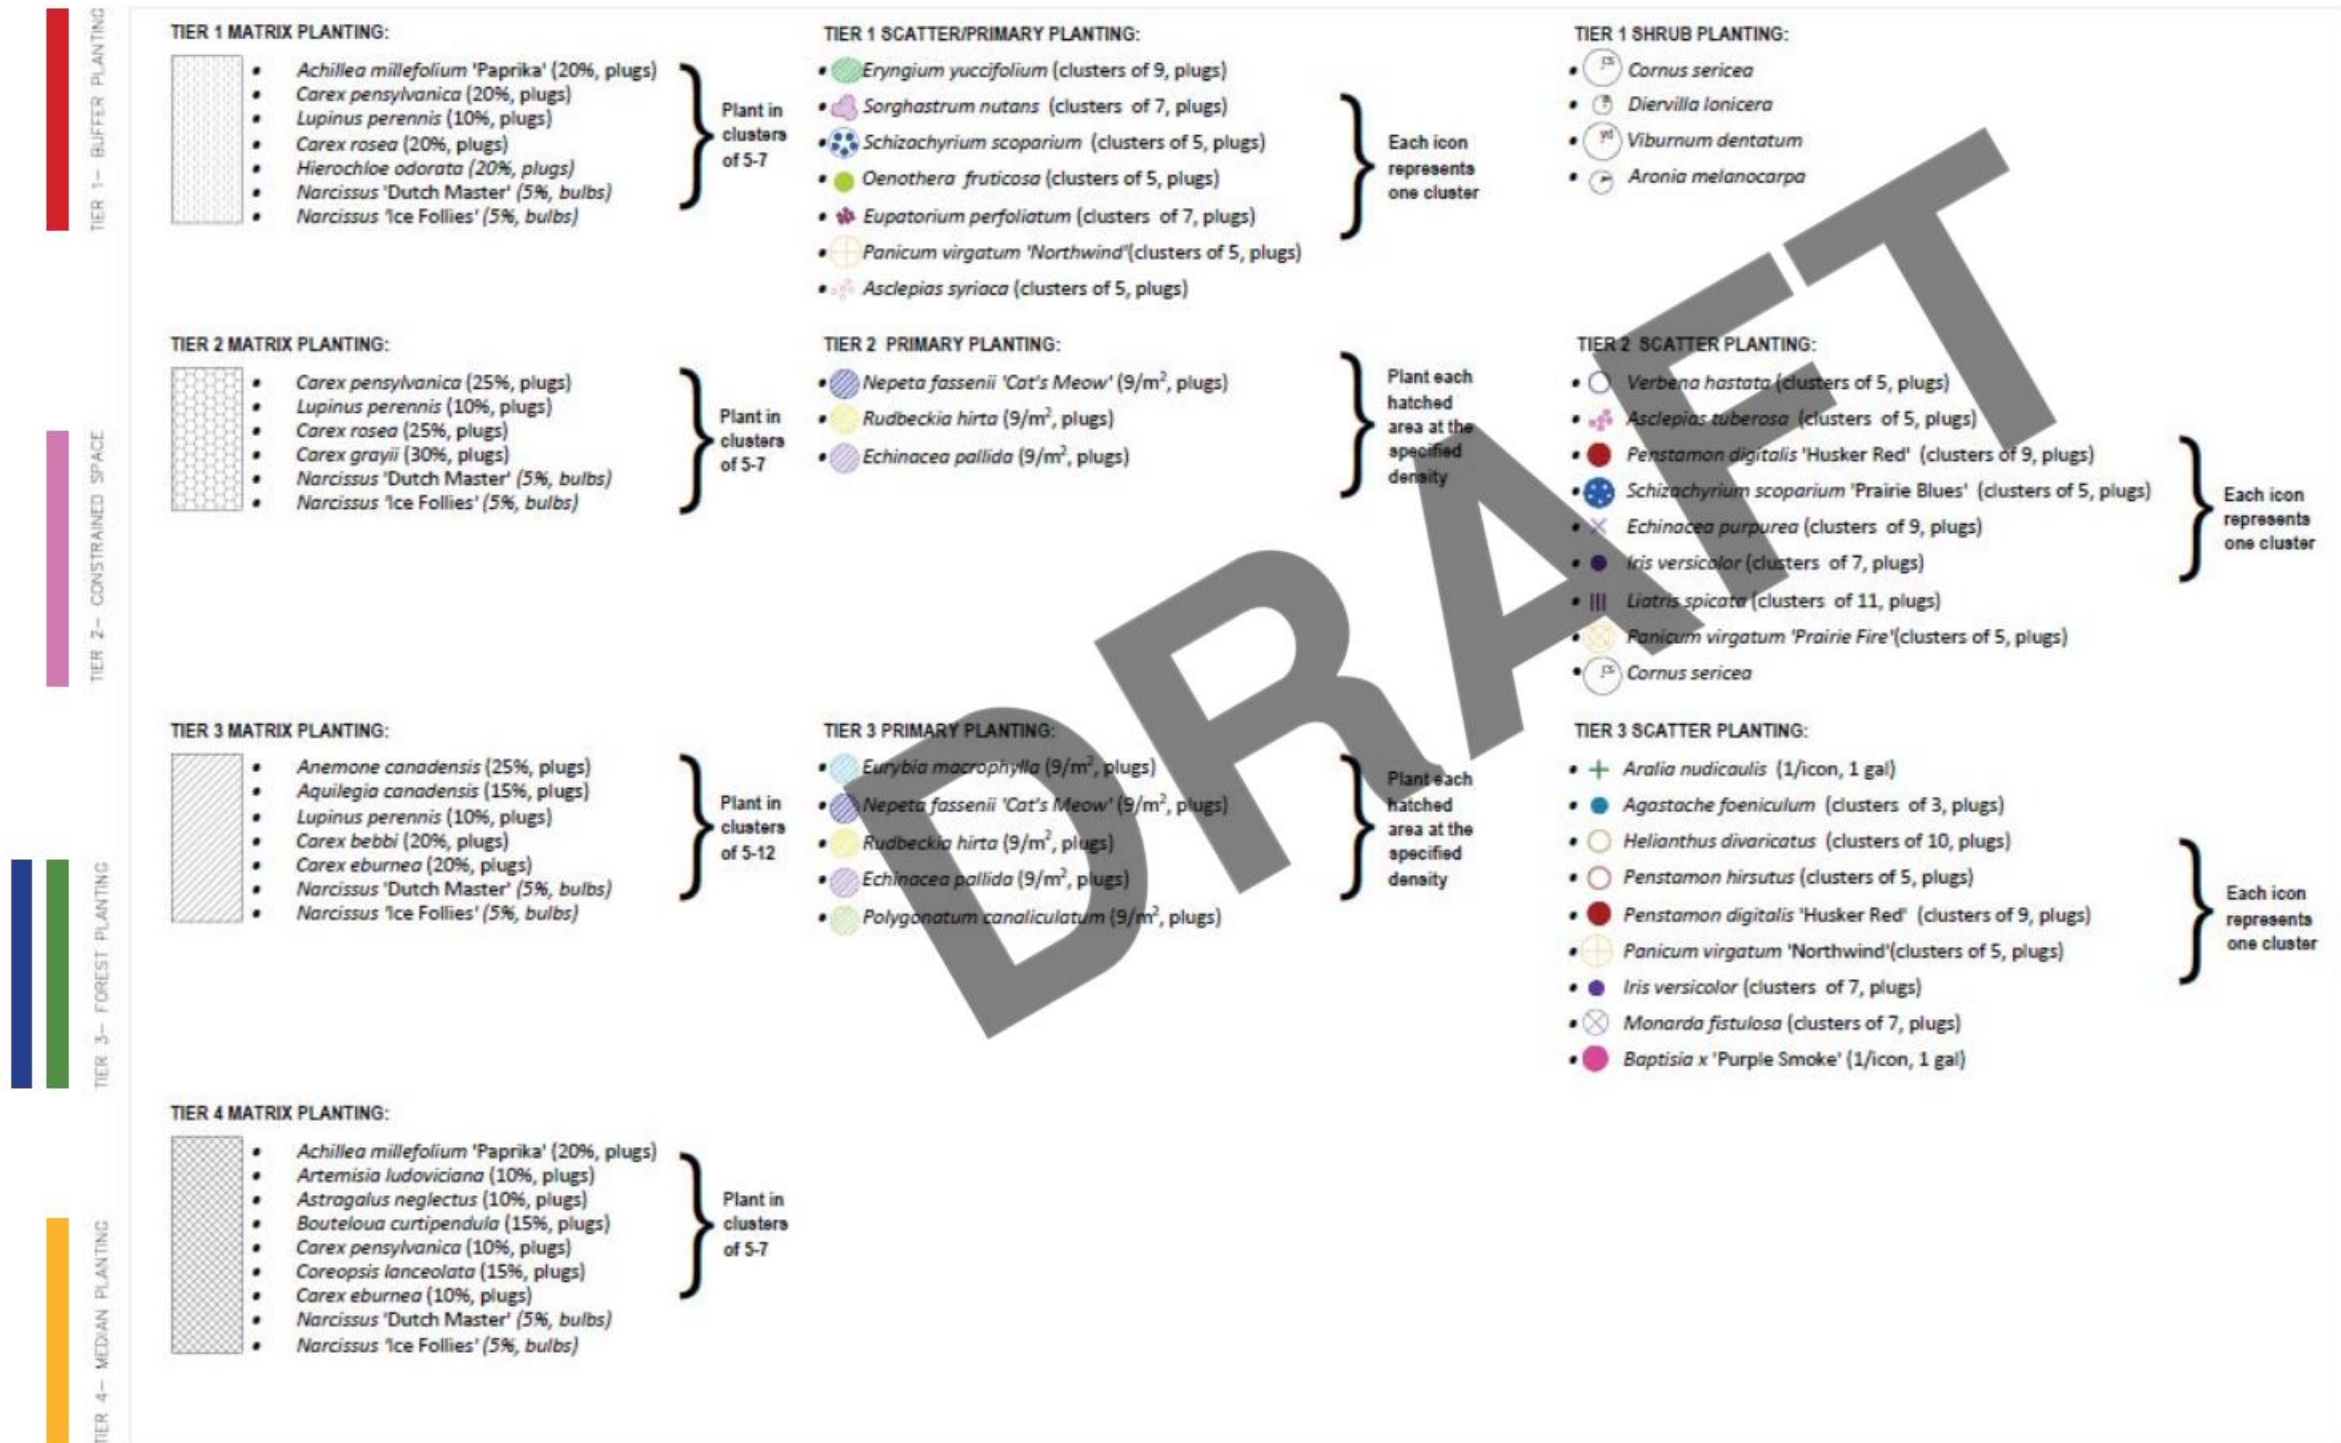 TIER 1– BUFFER PLANTING
TIER 1 MATRIX PLANTING:
• Achillea millefolium 'Paprika' (20%, plugs)
• Carex pensylvanica (20%, plugs)
• Lupinus perennis (10%, plugs)
• Carex rosea (20%, plugs)
• Hierochloe odorata (20%, plugs)
• Narcissus 'Dutch Master' (5%, bulbs)
• Narcissus 'Ice Follies' (5%, bulbs)
Plant in
clusters
of 5-7
TIER 1 SCATTER/PRIMARY PLANTING:
• Eryngium yuccifolium (clusters of 9, plugs)
• Sorghastrum nutans (clusters of 7, plugs)
• Schizachyrium scoparium (clusters of 5, plugs)
• Oenothera fruticosa (clusters of 5, plugs)
• Eupatorium perfoliatum (clusters of 7, plugs)
• Panicum virgatum 'Northwind'(clusters of 5, plugs)
• Asclepias syriaca (clusters of 5, plugs)
Each icon
represents
one cluster
TIER 1 SHRUB PLANTING:
• Cornus sericea
• Diervilla lonicera
• Viburnum dentatum
• Aronia melanocarpa
TIER 2– CONSTRAINED SPACE
TIER 2 MATRIX PLANTING:
• Carex pensylvanica (25%, plugs)
• Lupinus perennis (10%, plugs)
• Carex rosea (25%, plugs)
• Carex grayii (30%, plugs)
• Narcissus 'Dutch Master' (5%, bulbs)
• Narcissus 'Ice Follies' (5%, bulbs)
Plant in
clusters
of 5-7
TIER 2 PRIMARY PLANTING:
• Nepeta fassenii 'Cat's Meow' (9/m², plugs)
• Rudbeckia hirta (9/m², plugs)
• Echinacea pallida (9/m², plugs)
Plant each
hatched
area at the
specified
density
TIER 2 SCATTER PLANTING:
• Verbena hastata (clusters of 5, plugs)
• Asclepias tuberosa (clusters of 5, plugs)
• Penstamon digitalis 'Husker Red' (clusters of 9, plugs)
• Schizachyrium scoparium 'Prairie Blues' (clusters of 5, plugs)
• Echinacea purpurea (clusters of 9, plugs)
• Iris versicolor (clusters of 7, plugs)
• Liatris spicata (clusters of 11, plugs)
• Panicum virgatum 'Prairie Fire'(clusters of 5, plugs)
• Cornus sericea
Each icon
represents
one cluster
TIER 3– FOREST PLANTING
TIER 3 MATRIX PLANTING:
• Anemone canadensis (25%, plugs)
• Aquilegia canadensis (15%, plugs)
• Lupinus perennis (10%, plugs)
• Carex bebbi (20%, plugs)
• Carex eburnea (20%, plugs)
• Narcissus 'Dutch Master' (5%, bulbs)
• Narcissus 'Ice Follies' (5%, bulbs)
Plant in
clusters
of 5-12
TIER 3 PRIMARY PLANTING:
• Eurybia macrophylla (9/m², plugs)
• Nepeta fassenii 'Cat's Meow' (9/m², plugs)
• Rudbeckia hirta (9/m², plugs)
• Echinacea pallida (9/m², plugs)
• Polygonatum canaliculatum (9/m², plugs)
Plant each
hatched
area at the
specified
density
TIER 3 SCATTER PLANTING:
• Aralia nudicaulis (1/icon, 1 gal)
• Agastache foeniculum (clusters of 3, plugs)
• Helianthus divaricatus (clusters of 10, plugs)
• Penstamon hirsutus (clusters of 5, plugs)
• Penstamon digitalis 'Husker Red' (clusters of 9, plugs)
• Panicum virgatum 'Northwind'(clusters of 5, plugs)
• Iris versicolor (clusters of 7, plugs)
• Monarda fistulosa (clusters of 7, plugs)
• Baptisia x 'Purple Smoke' (1/icon, 1 gal)
Each icon
represents
one cluster
TIER 4– MEDIAN PLANTING
TIER 4 MATRIX PLANTING:
• Achillea millefolium 'Paprika' (20%, plugs)
• Artemisia ludoviciana (10%, plugs)
• Astragalus neglectus (10%, plugs)
• Bouteloua curtipendula (15%, plugs)
• Carex pensylvanica (10%, plugs)
• Coreopsis lanceolata (15%, plugs)
• Carex eburnea (10%, plugs)
• Narcissus 'Dutch Master' (5%, bulbs)
• Narcissus 'Ice Follies' (5%, bulbs)
Plant in
clusters
of 5-7
DRAFT